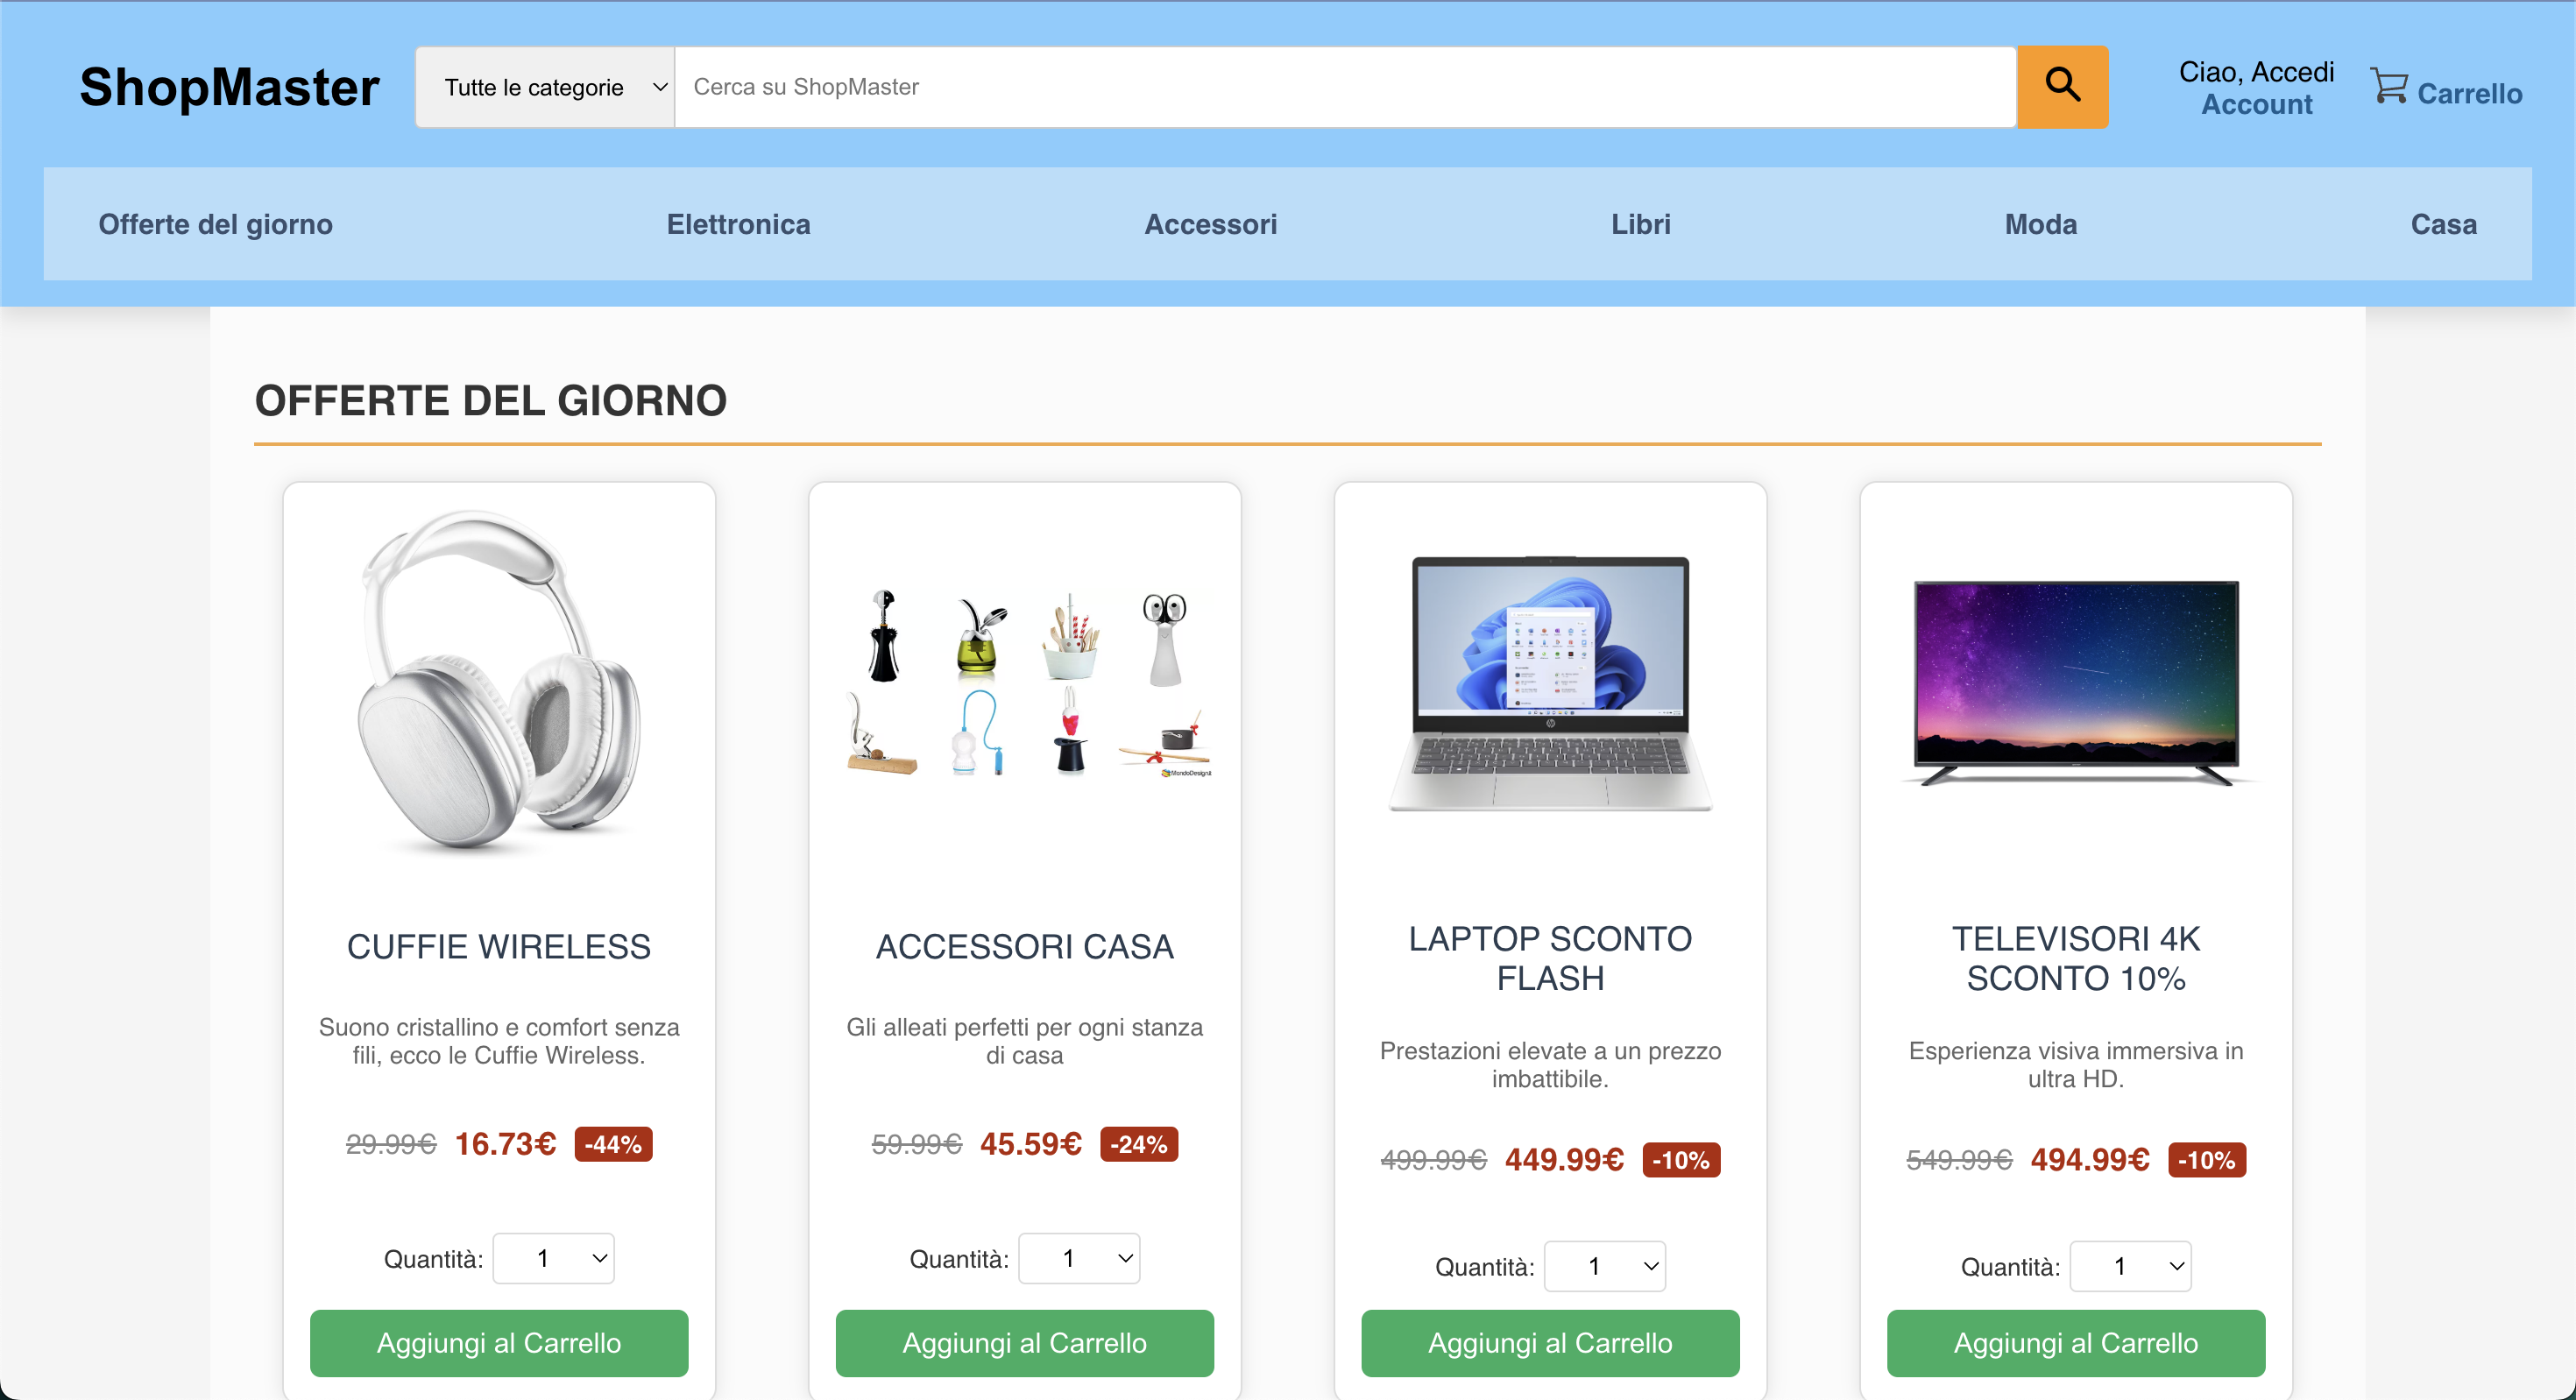 ShopMaster
Tutte le categorie
Cerca su ShopMaster
Ciao, Accedi
Account
Carrello
Offerte del giorno
Elettronica
Accessori
Libri
Moda
Casa
OFFERTE DEL GIORNO
CUFFIE WIRELESS
Suono cristallino e comfort senza
fili, ecco le Cuffie Wireless.
29.99€ 16.73€ -44%
Quantità: 1
Aggiungi al Carrello
MondoDesign.it
ACCESSORI CASA
Gli alleati perfetti per ogni stanza
di casa
59.99€ 45.59€ -24%
Quantità: 1
Aggiungi al Carrello
hp
LAPTOP SCONTO
FLASH
Prestazioni elevate a un prezzo
imbattibile.
499.99€ 449.99€ -10%
Quantità: 1
Aggiungi al Carrello
TELEVISORI 4K
SCONTO 10%
Esperienza visiva immersiva in
ultra HD.
549.99€ 494.99€ -10%
Quantità: 1
Aggiungi al Carrello